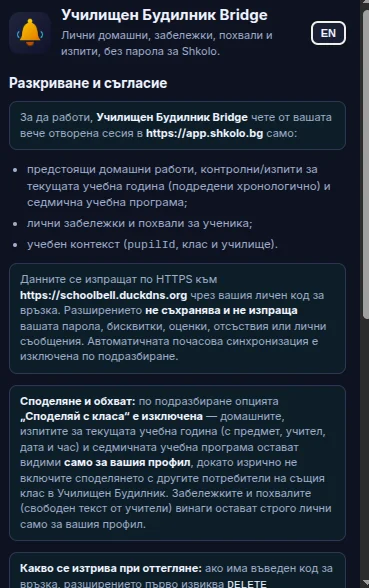 Училищен Будилник Bridge
Лични домашни, забележки, похвали и
изпити, без парола за Shkolo.
EN
Разкриване и съгласие
За да работи, Училищен Будилник Bridge чете от вашата
вече отворена сесия в https://app.shkolo.bg само:
• предстоящи домашни работи, контролни/изпити за
текущата учебна година (подредени хронологично) и
седмична учебна програма;
• лични забележки и похвали за ученика;
• учебен контекст (pupilId, клас и училище).
Данните се изпращат по HTTPS към
https://schoolbell.duckdns.org чрез вашия личен код за
връзка. Разширението не съхранява и не изпраща
вашата парола, бисквитки, оценки, отсъствия или лични
съобщения. Автоматичната почасова синхронизация е
изключена по подразбиране.
Споделяне и обхват: по подразбиране опцията
„Споделяй с класа“ е изключена — домашните,
изпитите за текущата учебна година (с предмет, учител,
дата и час) и седмичната учебна програма остават
видими само за вашия профил, докато изрично не
включите споделянето с другите потребители на същия
клас в Училищен Будилник. Забележките и похвалите
(свободен текст от учители) винаги остават строго лични
само за вашия профил.
Какво се изтрива при оттегляне: ако има въведен код за
връзка, разширението първо извиква DELETE